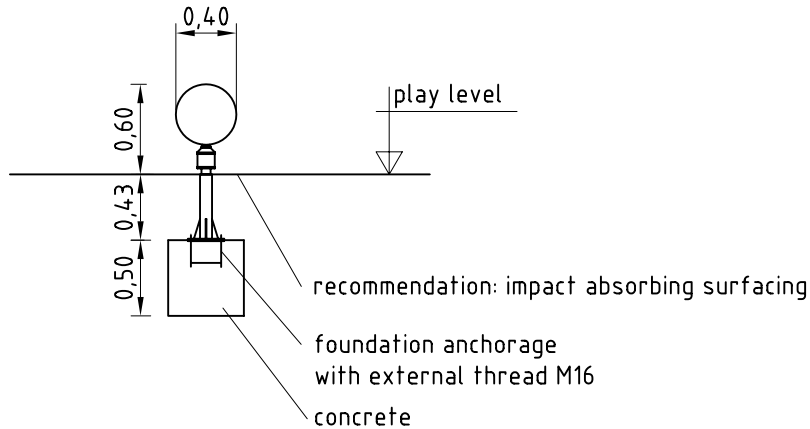 0,40
play level
0,60
0,43
0,50
recommendation: impact absorbing surfacing
foundation anchorage
with external thread M16
concrete